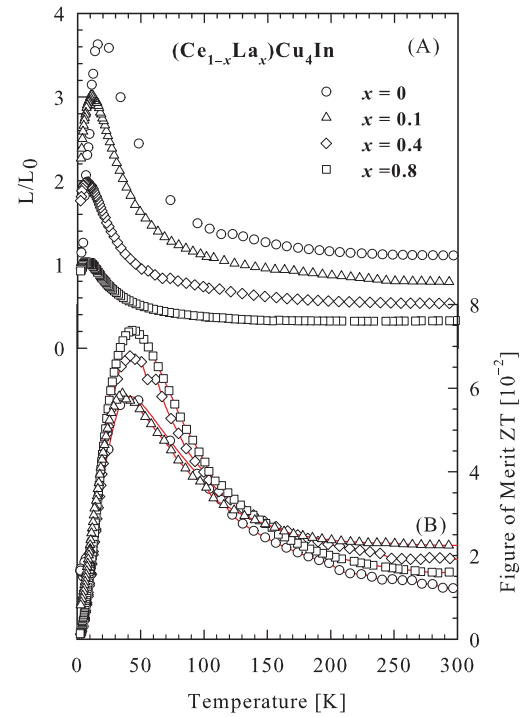 4
3
2
1
0
L/L0
(Ce1−xLax)Cu4In
(A)
x = 0
x = 0.1
x = 0.4
x =0.8
8
6
4
2
0
Figure of Merit ZT [10-2]
(B)
0 50 100 150 200 250 300
Temperature [K]